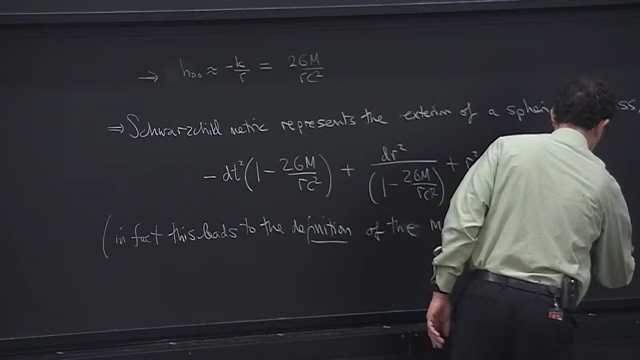 → h₀₀ ≈ -k/r = 2GM/rc²
⇒ Schwarzschild metric represents the exterior of a
- dt² (1 - 2GM/rc²) + dr²/(1 - 2GM/rc²) + r²
(in fact this leads to the definition of the